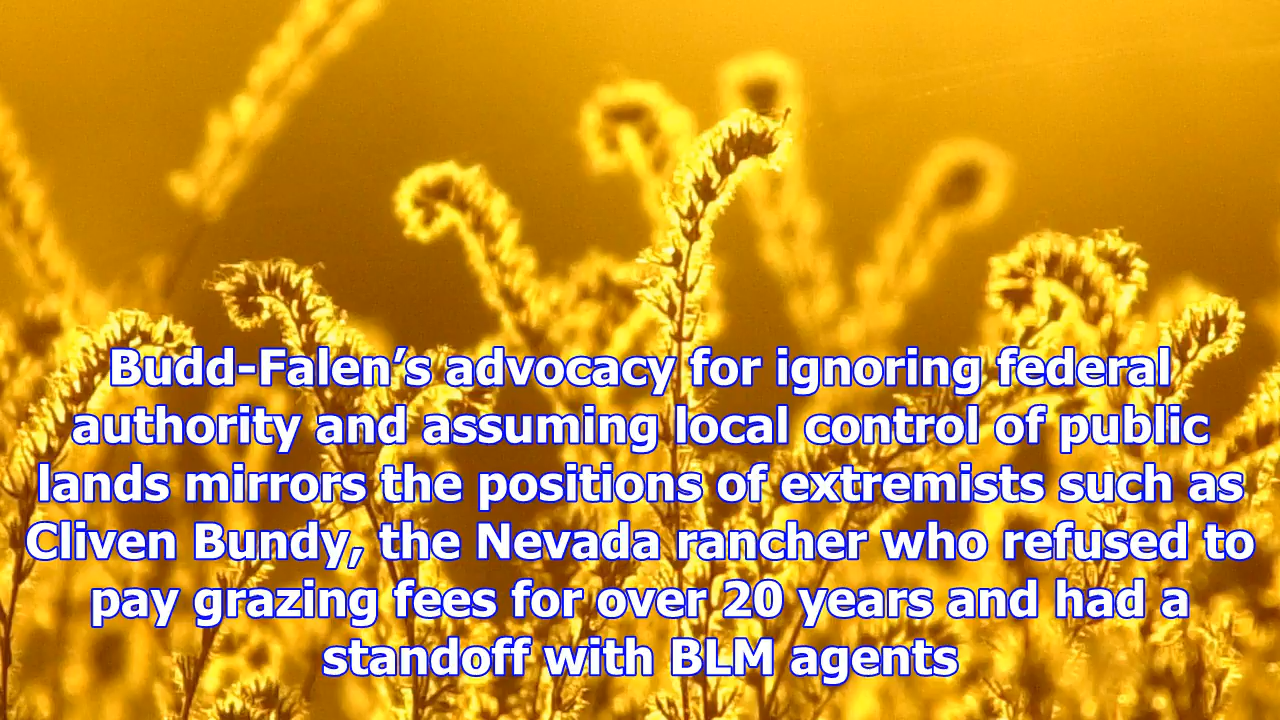 Budd-Falen’s advocacy for ignoring federal
authority and assuming local control of public
lands mirrors the positions of extremists such as
Cliven Bundy, the Nevada rancher who refused to
pay grazing fees for over 20 years and had a
standoff with BLM agents